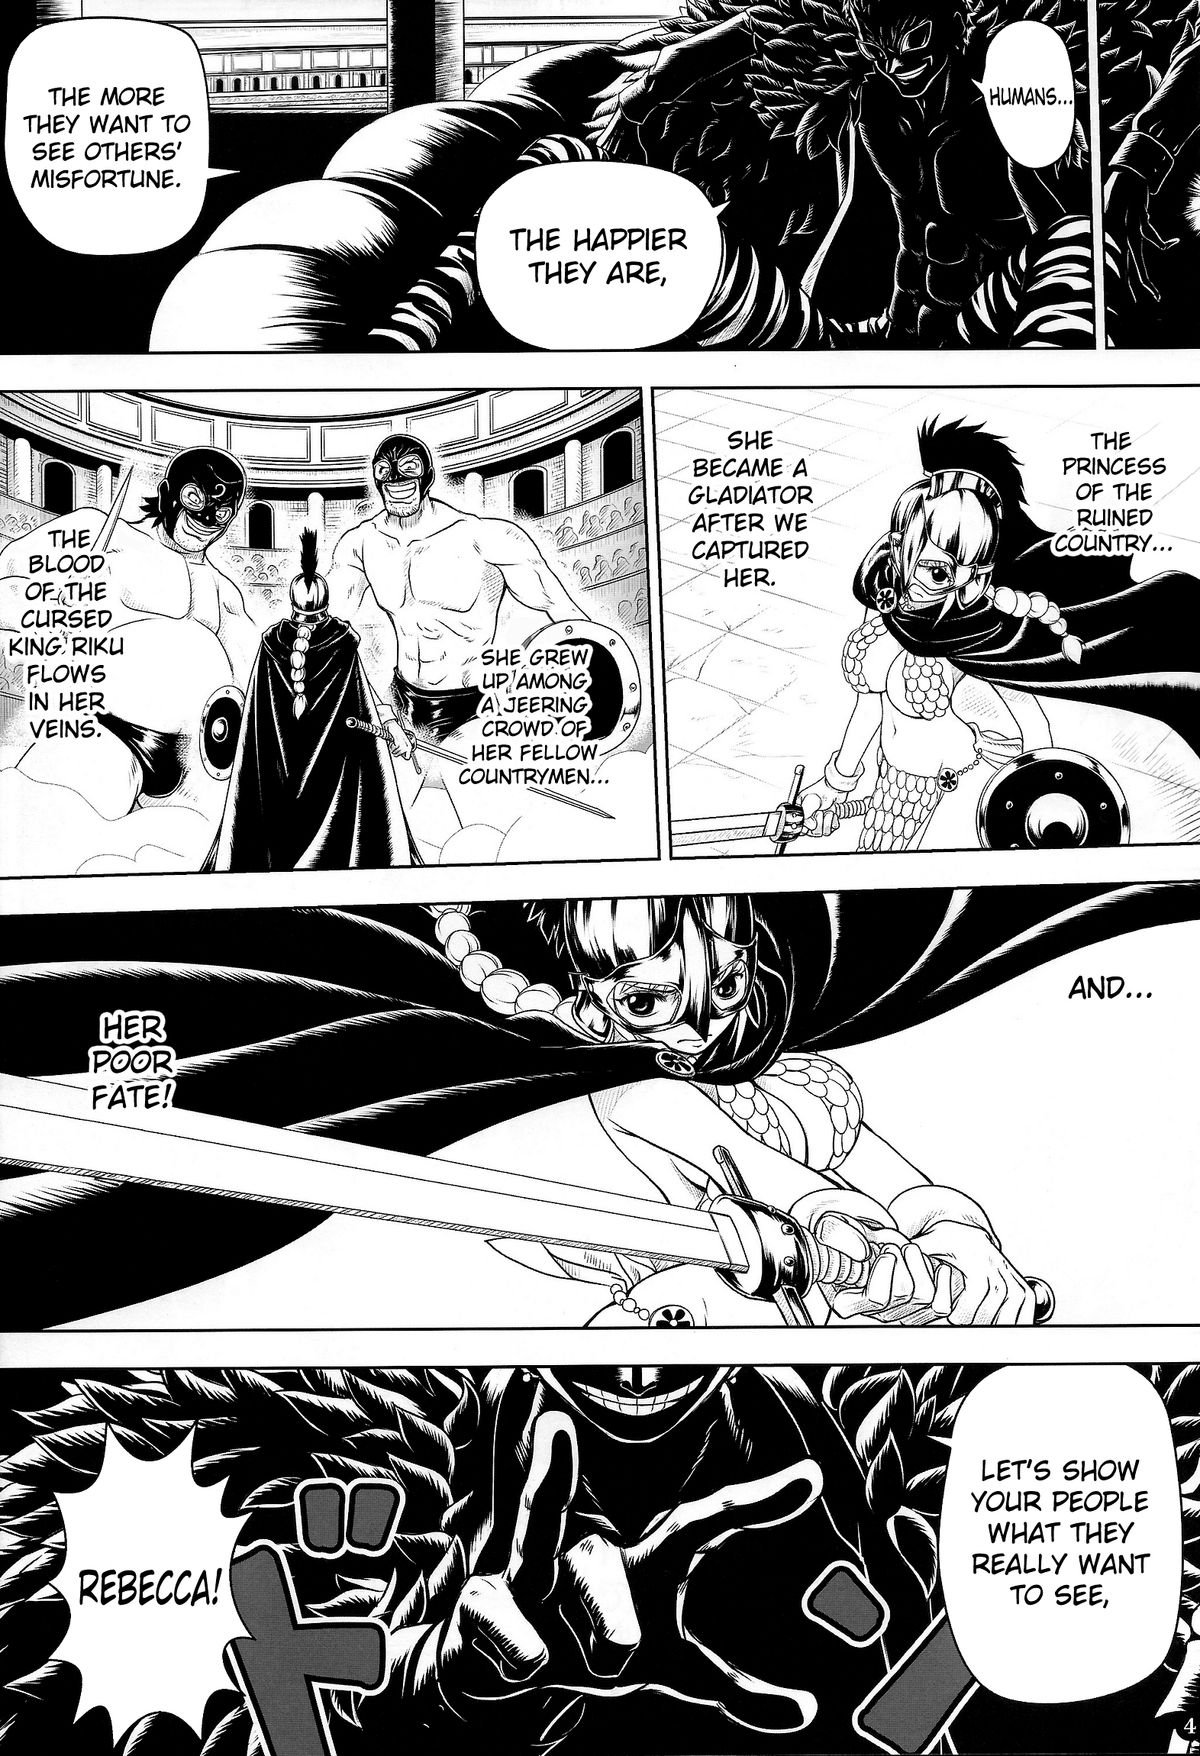 HUMANS...
THE HAPPIER
THEY ARE,
THE MORE
THEY WANT TO
SEE OTHERS'
MISFORTUNE.
THE
PRINCESS
OF THE
RUINED
COUNTRY...
SHE
BECAME A
GLADIATOR
AFTER WE
CAPTURED
HER.
SHE GREW
UP AMONG
A JEERING
CROWD OF
HER FELLOW
COUNTRYMEN...
THE
BLOOD
OF THE
CURSED
KING RIKU
FLOWS
IN HER
VEINS.
AND...
HER
POOR
FATE!
LET'S SHOW
YOUR PEOPLE
WHAT THEY
REALLY WANT
TO SEE,
REBECCA!
ドン
4